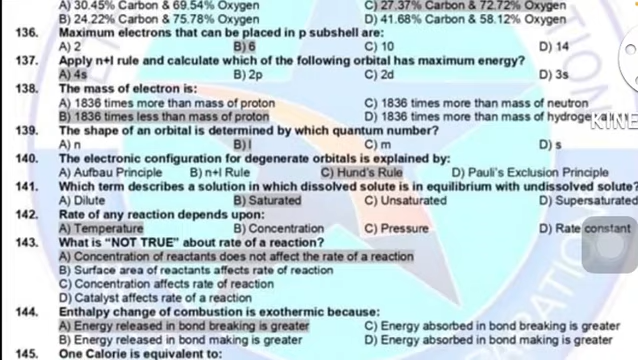 A) 30.45% Carbon & 69.54% Oxygen C) 27.37% Carbon & 72.72% Oxygen
B) 24.22% Carbon & 75.78% Oxygen D) 41.68% Carbon & 58.12% Oxygen
136. Maximum electrons that can be placed in p subshell are:
A) 2 B) 6 C) 10 D) 14
137. Apply n+l rule and calculate which of the following orbital has maximum energy?
A) 4s B) 2p C) 2d D) 3s
138. The mass of electron is:
A) 1836 times more than mass of proton C) 1836 times more than mass of neutron
B) 1836 times less than mass of proton D) 1836 times more than mass of hydrogen
KINE
139. The shape of an orbital is determined by which quantum number?
A) n B) l C) m D) s
140. The electronic configuration for degenerate orbitals is explained by:
A) Aufbau Principle B) n+l Rule C) Hund's Rule D) Pauli's Exclusion Principle
141. Which term describes a solution in which dissolved solute is in equilibrium with undissolved solute?
A) Dilute B) Saturated C) Unsaturated D) Supersaturated
142. Rate of any reaction depends upon:
A) Temperature B) Concentration C) Pressure D) Rate constant
143. What is "NOT TRUE" about rate of a reaction?
A) Concentration of reactants does not affect the rate of a reaction
B) Surface area of reactants affects rate of reaction
C) Concentration affects rate of reaction
D) Catalyst affects rate of a reaction
144. Enthalpy change of combustion is exothermic because:
A) Energy released in bond breaking is greater C) Energy absorbed in bond breaking is greater
B) Energy released in bond making is greater D) Energy absorbed in bond making is greater
145. One Calorie is equivalent to: